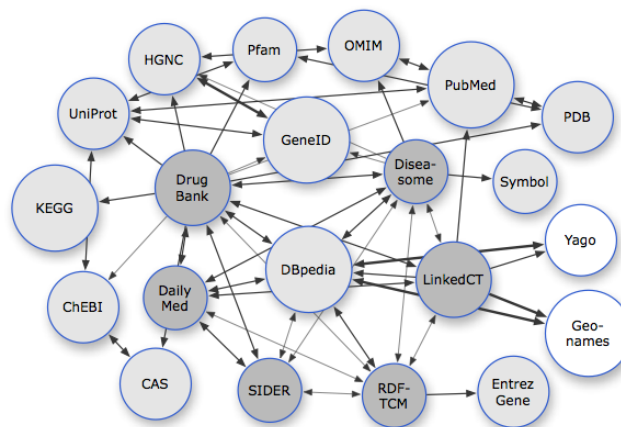 HGNC
Pfam
OMIM
PubMed
UniProt
GeneID
PDB
Drug
Bank
Disea-
some
Symbol
KEGG
DBpedia
LinkedCT
Yago
ChEBI
Daily
Med
Geo-
names
CAS
SIDER
RDF-
TCM
Entrez
Gene